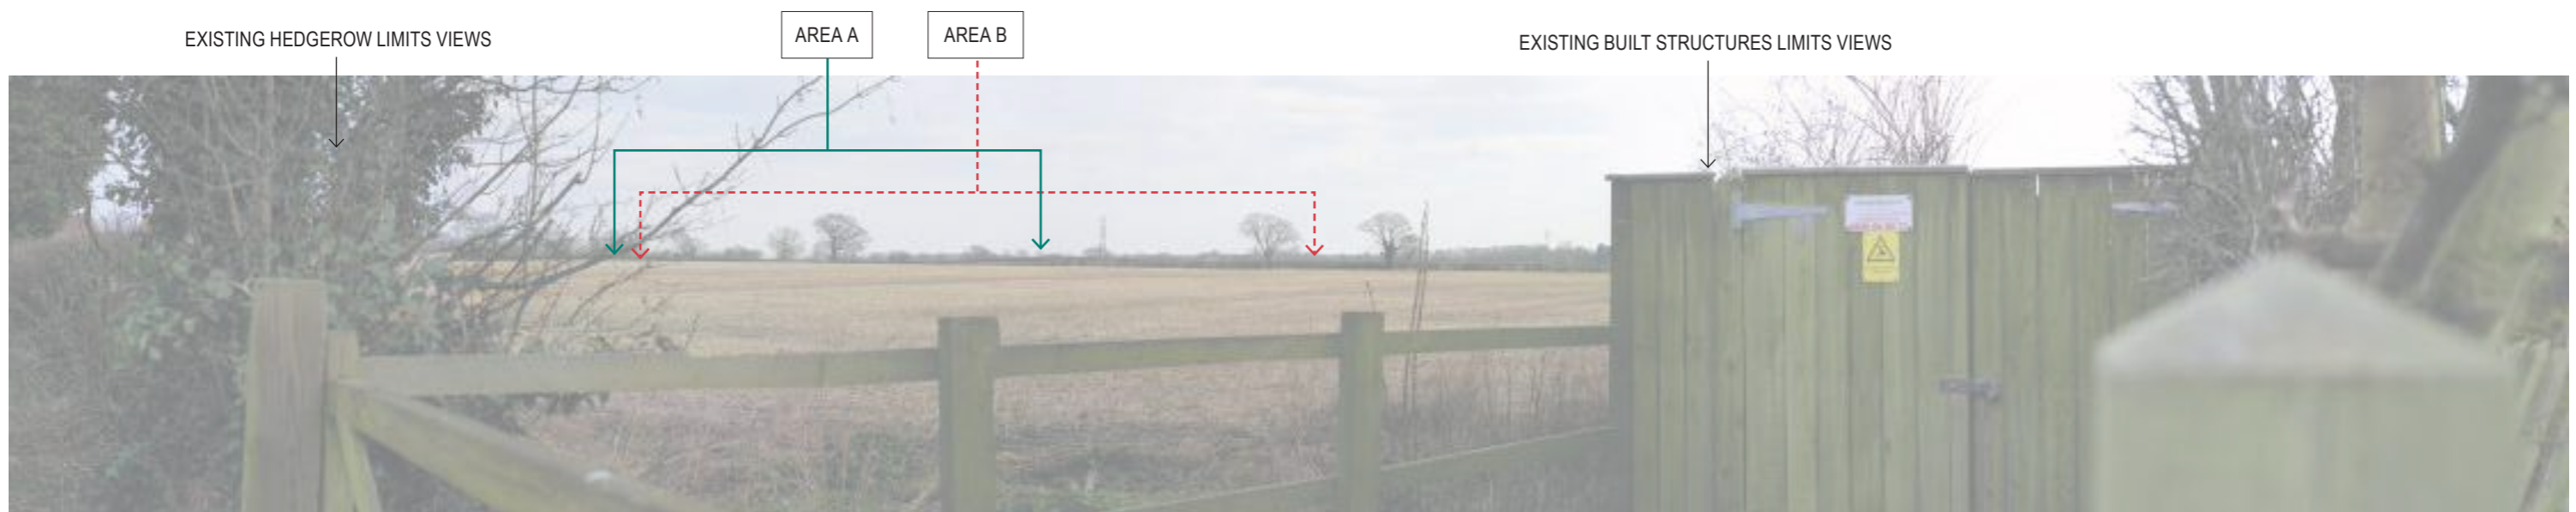 EXISTING HEDGEROW LIMITS VIEWS
AREA A
AREA B
EXISTING BUILT STRUCTURES LIMITS VIEWS